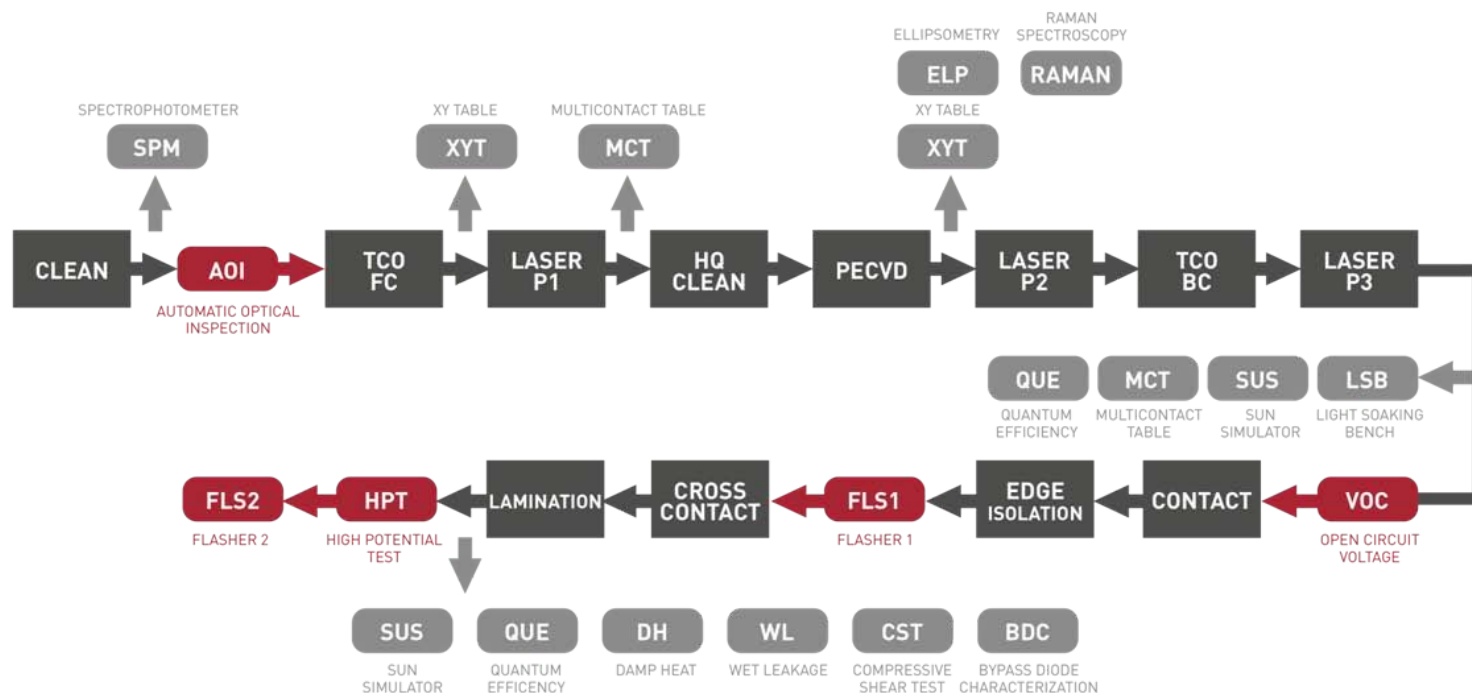 ELLIPSOMETRY
ELP
RAMAN
SPECTROSCOPY
RAMAN
SPECTROPHOTOMETER
SPM
XY TABLE
XYT
MULTICONTACT TABLE
MCT
XY TABLE
XYT
CLEAN
AOI
AUTOMATIC OPTICAL
INSPECTION
TCO
FC
LASER
P1
HQ
CLEAN
PECVD
LASER
P2
TCO
BC
LASER
P3
QUE
QUANTUM
EFFICIENCY
MCT
MULTICONTACT
TABLE
SUS
SUN
SIMULATOR
LSB
LIGHT SOAKING
BENCH
FLS2
FLASHER 2
HPT
HIGH POTENTIAL
TEST
LAMINATION
CROSS
CONTACT
FLS1
FLASHER 1
EDGE
ISOLATION
CONTACT
VOC
OPEN CIRCUIT
VOLTAGE
SUS
SUN
SIMULATOR
QUE
QUANTUM
EFFICENCY
DH
DAMP HEAT
WL
WET LEAKAGE
CST
COMPRESSIVE
SHEAR TEST
BDC
BYPASS DIODE
CHARACTERIZATION